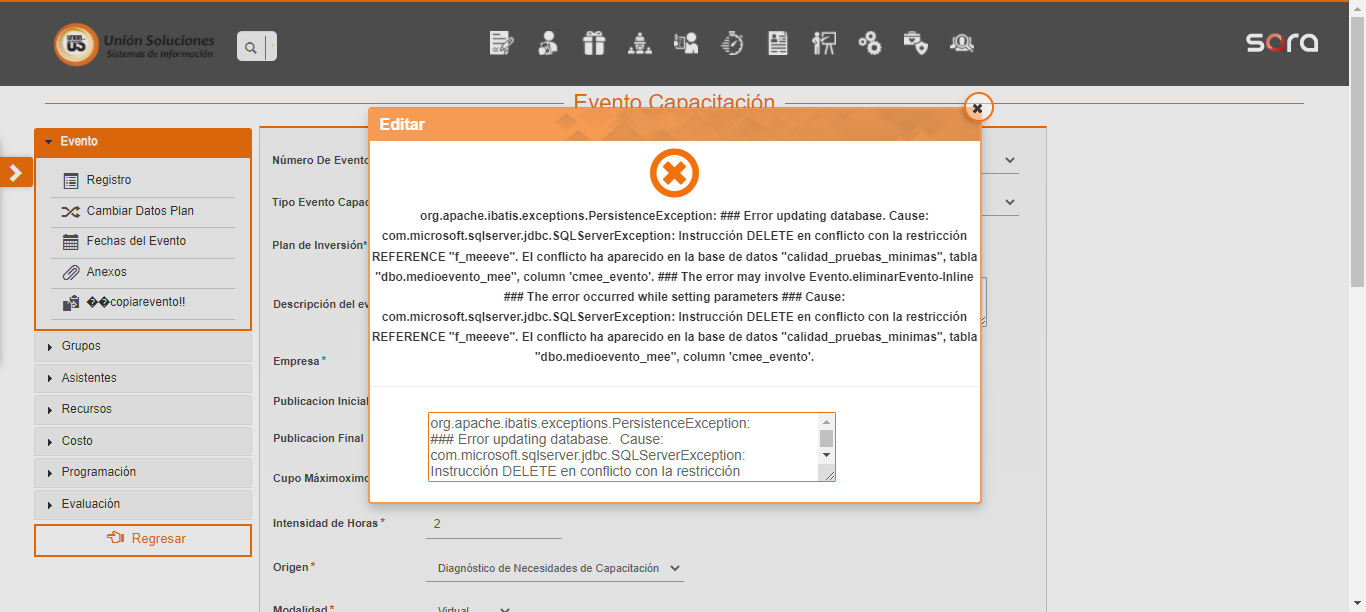 union
US
Unión Soluciones
Sistemas de Información
sara
Evento Capacitación
Evento
Registro
Cambiar Datos Plan
Fechas del Evento
Anexos
��copiarevento!!
Grupos
Asistentes
Recursos
Costo
Programación
Evaluación
Regresar
Número De Evento
Tipo Evento Capac
Plan de Inversión*
Descripción del ev
Empresa *
Publicacion Inicial
Publicacion Final
Cupo Máximoximo
Intensidad de Horas *
2
Origen *
Diagnóstico de Necesidades de Capacitación
Modalidad *
Virtual
Editar
org.apache.ibatis.exceptions.PersistenceException: ### Error updating database. Cause:
com.microsoft.sqlserver.jdbc.SQLServerException: Instrucción DELETE en conflicto con la restricción
REFERENCE "f_meeeve". El conflicto ha aparecido en la base de datos "calidad_pruebas_minimas", tabla
"dbo.medioevento_mee", column 'cmee_evento'. ### The error may involve Evento.eliminarEvento-Inline
### The error occurred while setting parameters ### Cause:
com.microsoft.sqlserver.jdbc.SQLServerException: Instrucción DELETE en conflicto con la restricción
REFERENCE "f_meeeve". El conflicto ha aparecido en la base de datos "calidad_pruebas_minimas", tabla
"dbo.medioevento_mee", column 'cmee_evento'.
org.apache.ibatis.exceptions.PersistenceException:
### Error updating database.  Cause:
com.microsoft.sqlserver.jdbc.SQLServerException:
Instrucción DELETE en conflicto con la restricción